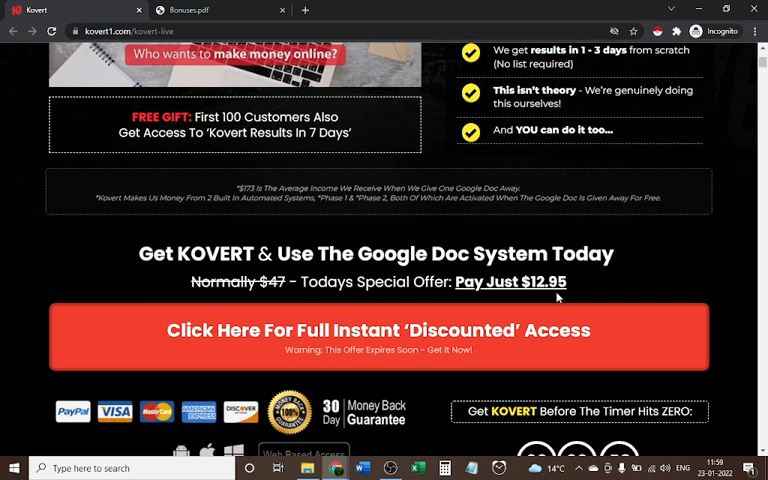 Kovert
Bonuses.pdf
kovert1.com/kovert-live
Incognito
Who wants to make money online?
FREE GIFT: First 100 Customers Also
Get Access To ‘Kovert Results In 7 Days’
We get results in 1 - 3 days from scratch
(No list required)
This isn't theory - We're genuinely doing
this ourselves!
And YOU can do it too...
*$173 Is The Average Income We Receive When We Give One Google Doc Away.
*Kovert Makes Us Money From 2 Built In Automated Systems, *Phase 1 & *Phase 2, Both Of Which Are Activated When The Google Doc Is Given Away For Free.
Get KOVERT & Use The Google Doc System Today
Normally $47 - Todays Special Offer: Pay Just $12.95
Click Here For Full Instant ‘Discounted’ Access
Warning: This Offer Expires Soon - Get It Now!
PayPal VISA MasterCard AMERICAN EXPRESS DISCOVER
MONEY BACK 100%
30 Day Money Back Guarantee
Get KOVERT Before The Timer Hits ZERO:
Web Based Access
Type here to search
14°C
ENG
11:59
23-01-2022